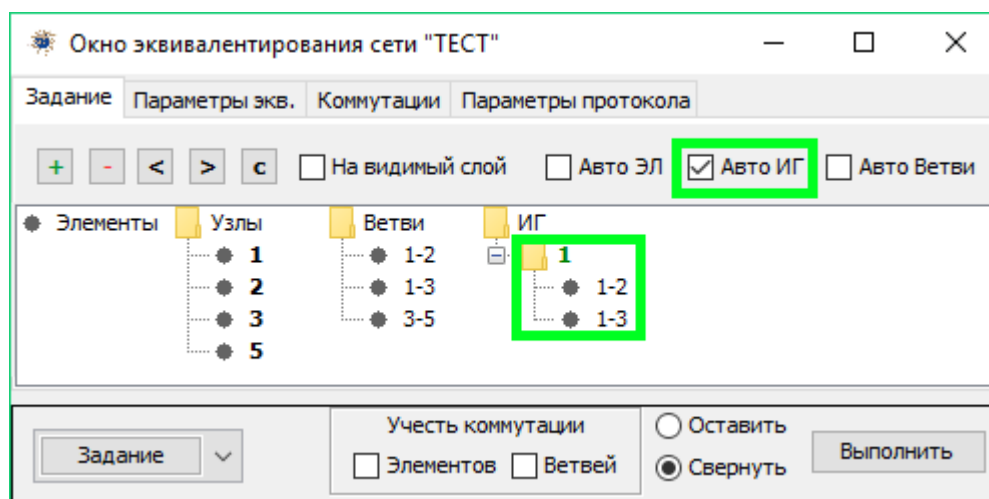 Окно эквивалентирования сети "ТЕСТ"
Задание Параметры экв. Коммутации Параметры протокола
+ - < > c На видимый слой Авто ЭЛ Авто ИГ Авто Ветви
Элементы Узлы Ветви ИГ
1 1-2 1
2 1-3 1-2
3 3-5 1-3
5
Учесть коммутации Оставить
Задание Элементов Ветвей Свернуть Выполнить